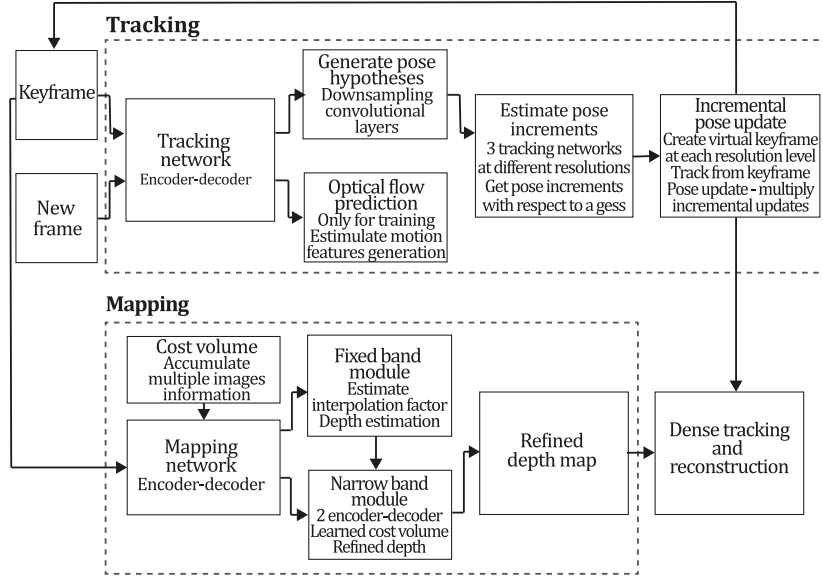 Tracking
Keyframe
New
frame
Tracking
network
Encoder-decoder
Generate pose
hypotheses
Downsampling
convolutional
layers
Optical flow
prediction
Only for training
Estimulate motion
features generation
Estimate pose
increments
3 tracking networks
at different resolutions
Get pose increments
with respect to a gess
Incremental
pose update
Create virtual keyframe
at each resolution level
Track from keyframe
Pose update - multiply
incremental updates
Mapping
Cost volume
Accumulate
multiple images
information
Mapping
network
Encoder-decoder
Fixed band
module
Estimate
interpolation factor
Depth estimation
Narrow band
module
2 encoder-decoder
Learned cost volume
Refined depth
Refined
depth map
Dense tracking
and
reconstruction